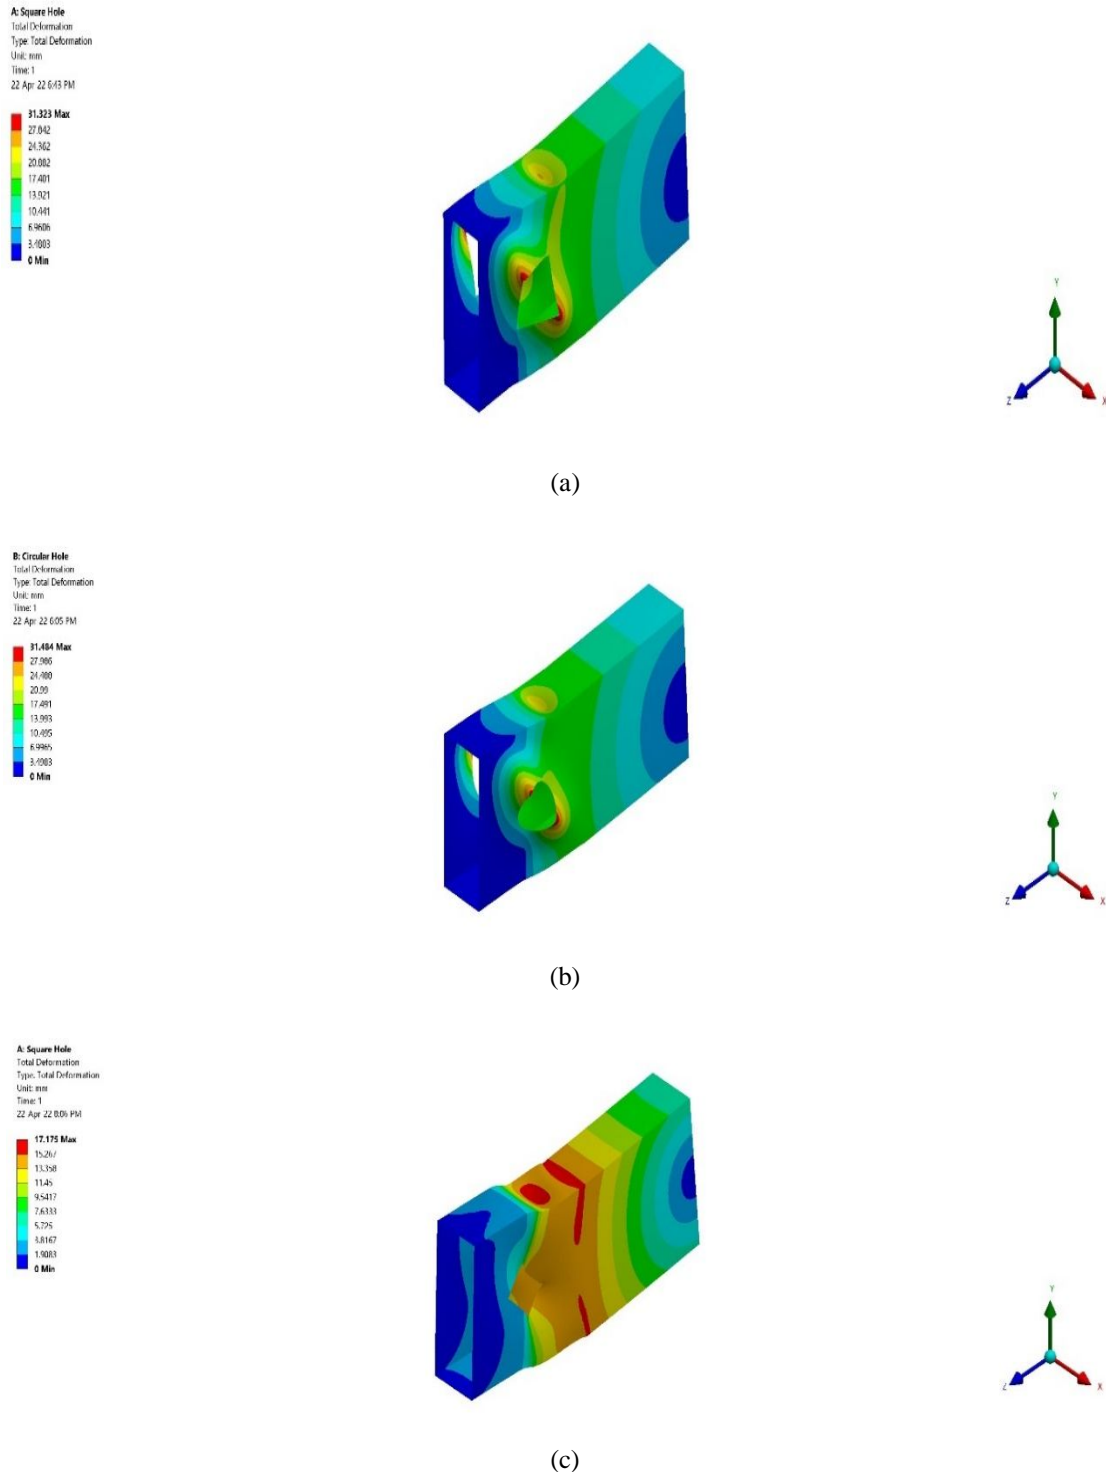 A: Square Hole
Total Deformation
Type: Total Deformation
Unit: mm
Time: 1
22 Apr 22 6:43 PM
31.323 Max
27.842
24.362
20.882
17.401
13.921
10.441
6.9606
3.4803
0 Min
Y
Z
X
(a)
B: Circular Hole
Total Deformation
Type: Total Deformation
Unit: mm
Time: 1
22 Apr 22 6:05 PM
31.484 Max
27.986
24.488
20.99
17.491
13.993
10.495
6.9965
3.4983
0 Min
Y
Z
X
(b)
A: Square Hole
Total Deformation
Type: Total Deformation
Unit: mm
Time: 1
22 Apr 22 8:06 PM
17.175 Max
15.267
13.358
11.45
9.5417
7.6333
5.725
3.8167
1.9083
0 Min
Y
Z
X
(c)